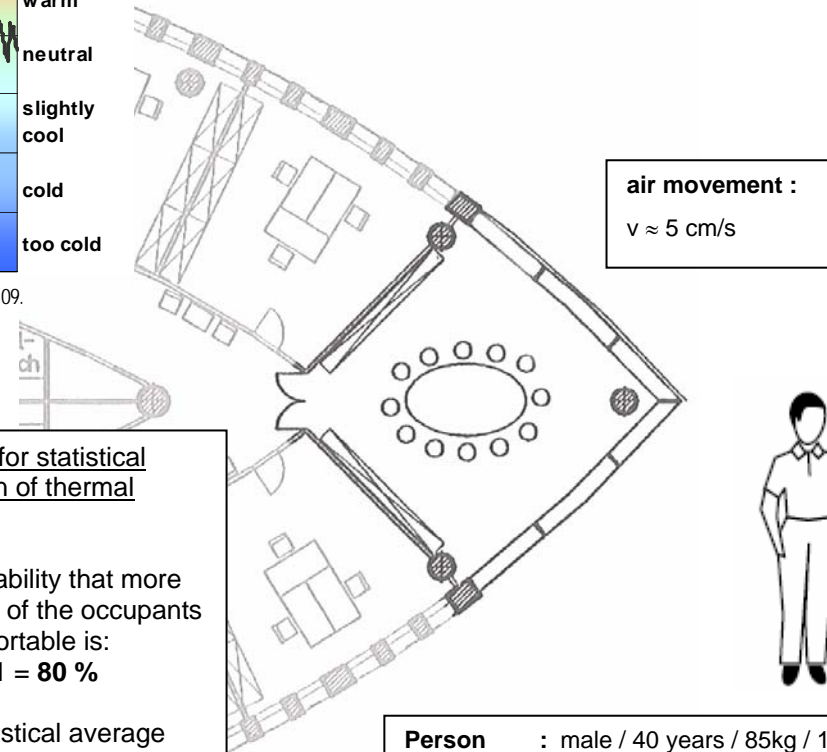 warm
neutral
slightly
cool
cold
too cold
09.
air movement :
v ≈ 5 cm/s
for statistical
of thermal
ability that more
of the occupants
ortable is:
= 80 %
istical average
Person : male / 40 years / 85kg / 1